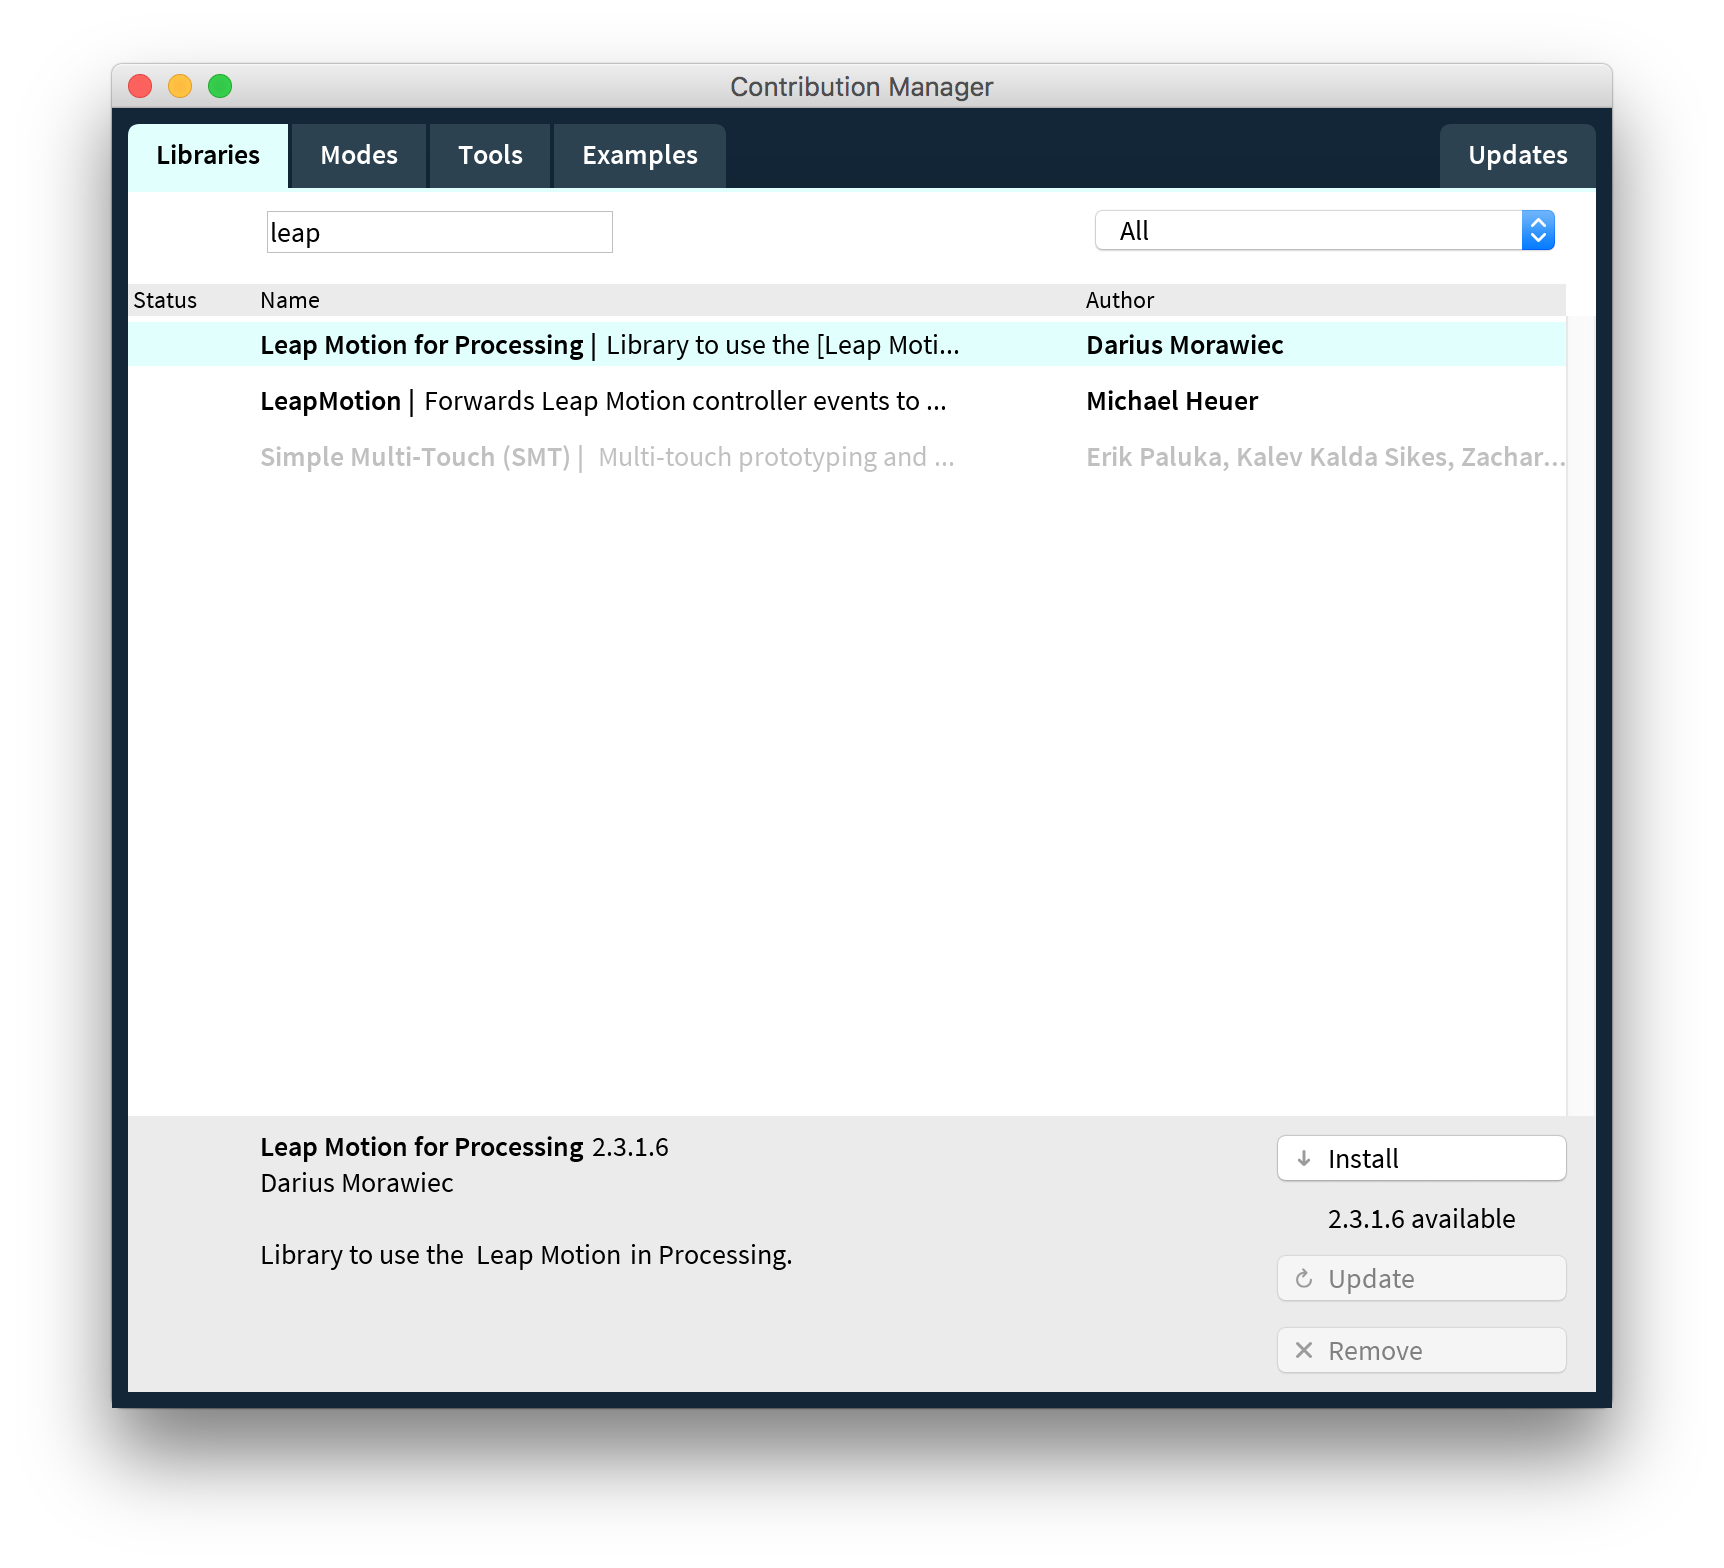 Contribution Manager
Libraries Modes Tools Examples Updates
leap All
Status Name Author
Leap Motion for Processing | Library to use the [Leap Moti... Darius Morawiec
LeapMotion | Forwards Leap Motion controller events to ... Michael Heuer
Simple Multi-Touch (SMT) | Multi-touch prototyping and ... Erik Paluka, Kalev Kalda Sikes, Zachar...
Leap Motion for Processing 2.3.1.6
Install
Darius Morawiec
2.3.1.6 available
Library to use the Leap Motion in Processing.
Update
Remove